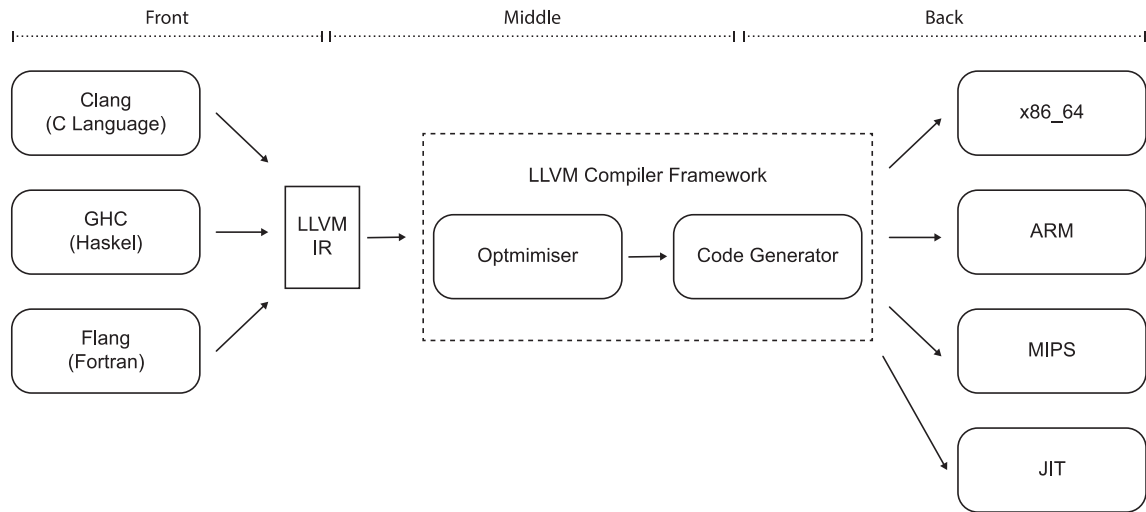 Front
Middle
Back
Clang
(C Language)
GHC
(Haskel)
Flang
(Fortran)
LLVM
IR
LLVM Compiler Framework
Optmimiser
Code Generator
x86_64
ARM
MIPS
JIT